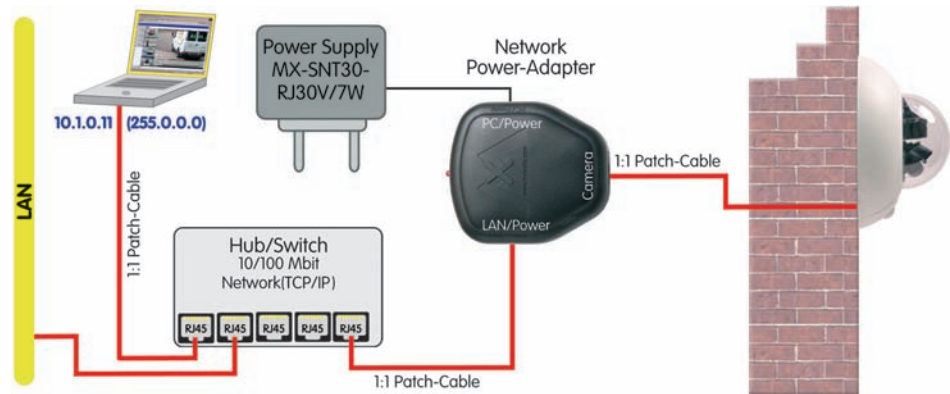 Power Supply
MX-SNT30-
RJ30V/7W
Network
Power-Adapter
10.1.0.11 (255.0.0.0)
PC/Power
Camera
LAN/Power
1:1 Patch-Cable
LAN
1:1 Patch-Cable
Hub/Switch
10/100 Mbit
Network(TCP/IP)
RJ45 RJ45 RJ45 RJ45 RJ45
1:1 Patch-Cable